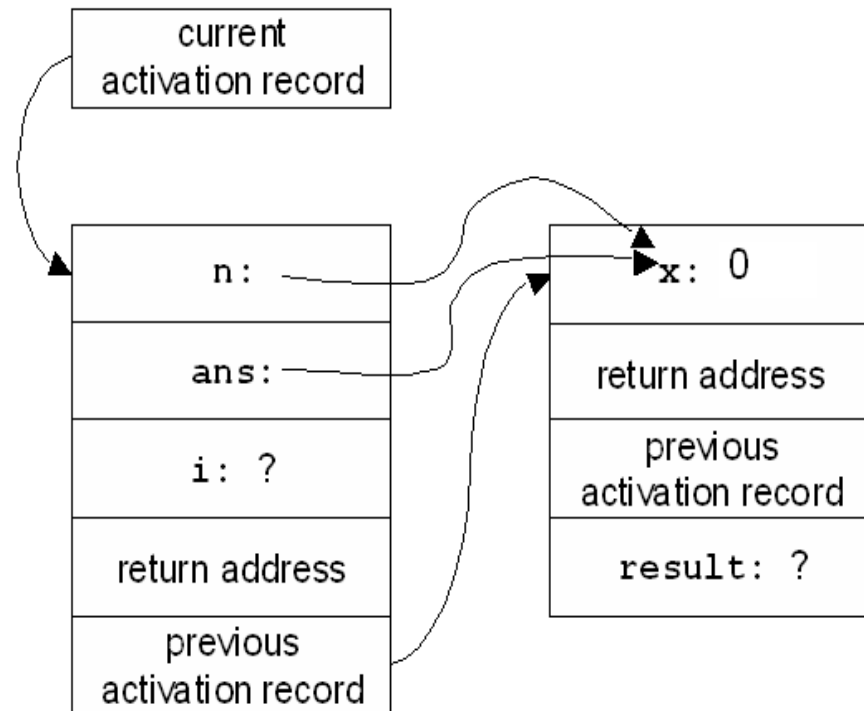 current
activation record
n:
ans:
i: ?
return address
previous
activation record
x: 0
return address
previous
activation record
result: ?